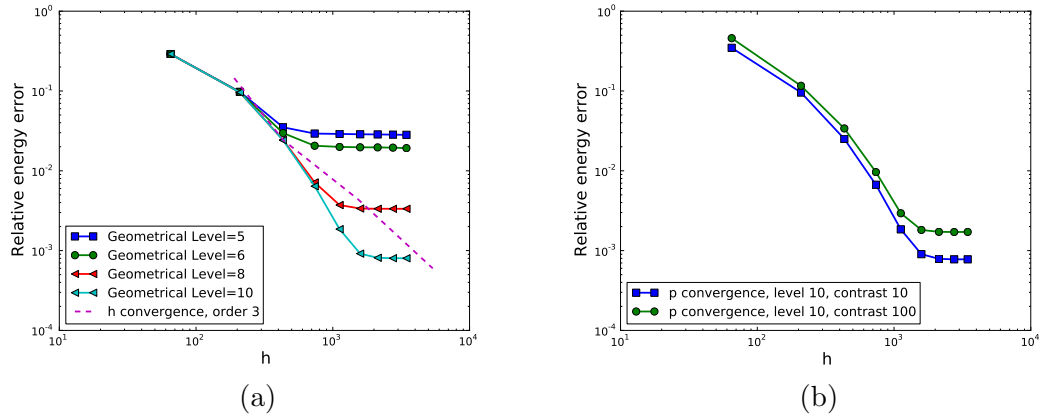 10^0
10^-1
10^-2
10^-3
10^-4
Relative energy error
Geometrical Level=5
Geometrical Level=6
Geometrical Level=8
Geometrical Level=10
h convergence, order 3
10^1
10^2
10^3
10^4
h
(a)
10^0
10^-1
10^-2
10^-3
10^-4
Relative energy error
p convergence, level 10, contrast 10
p convergence, level 10, contrast 100
10^1
10^2
10^3
10^4
h
(b)